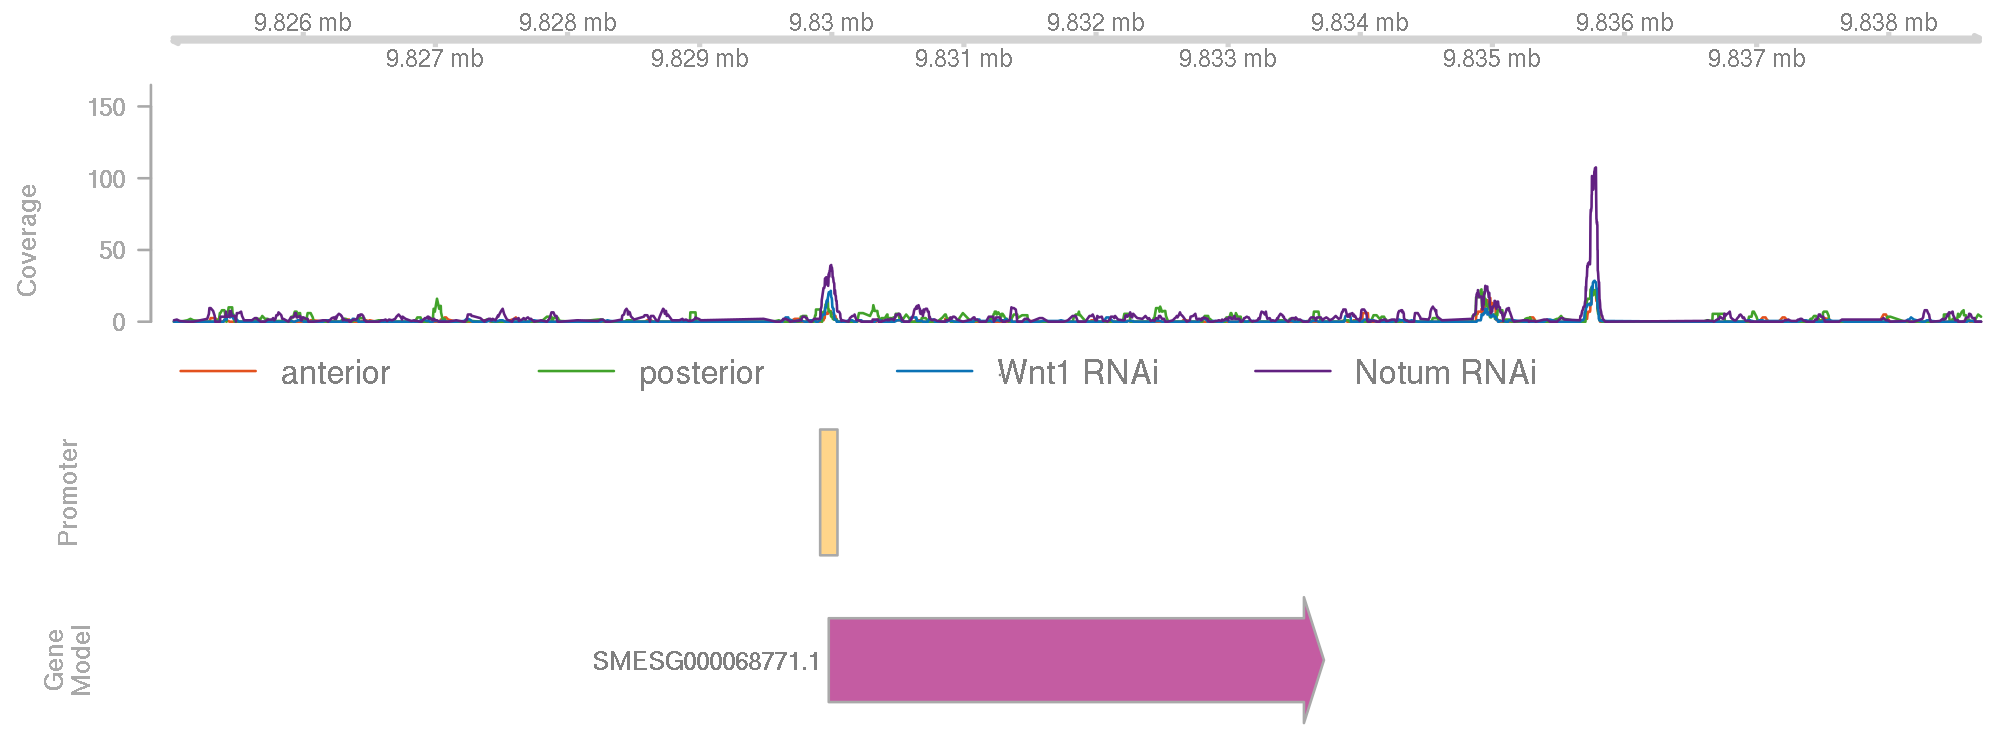 9.826 mb 9.828 mb 9.83 mb 9.832 mb 9.834 mb 9.836 mb 9.838 mb
9.827 mb 9.829 mb 9.831 mb 9.833 mb 9.835 mb 9.837 mb
Coverage
150
100
50
0
anterior posterior Wnt1 RNAi Notum RNAi
Promoter
Gene
Model
SMESG000068771.1